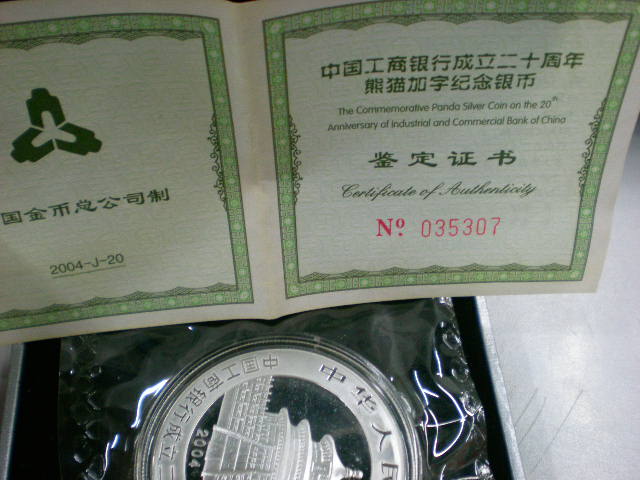 国金币总公司制
2004-J-20
中国工商银行成立二十周年
熊猫加字纪念银币
The Commemorative Panda Silver Coin on the 20th
Anniversary of Industrial and Commercial Bank of China
鉴定证书
Certificate of Authenticity
Nº 035307
中国工商银行成立二
中华人民
2004